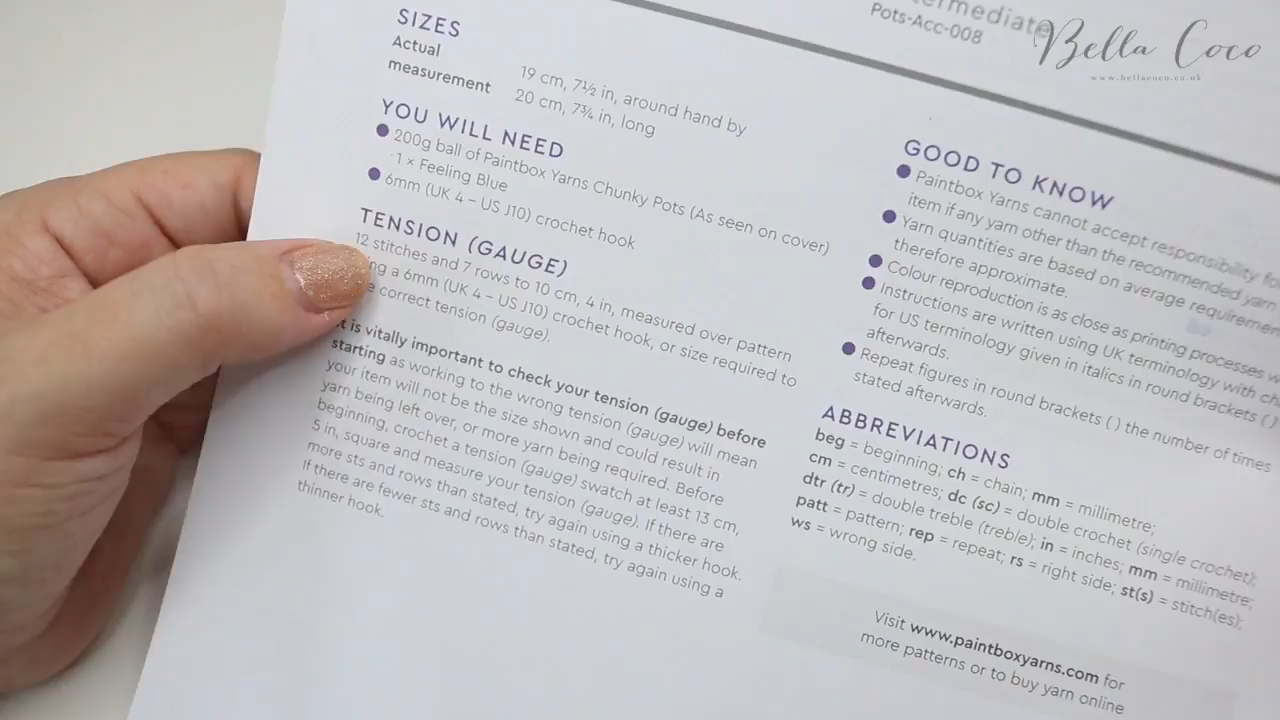 termediate
Pots-Acc-008
Bella Coco
www.bellacoco.co.uk
SIZES
Actual
measurement
19 cm, 7½ in, around hand by
20 cm, 7¾ in, long
YOU WILL NEED
200g ball of Paintbox Yarns Chunky Pots (As seen on cover)
·1 × Feeling Blue
6mm (UK 4 – US J10) crochet hook
TENSION (GAUGE)
12 stitches and 7 rows to 10 cm, 4 in, measured over pattern
ng a 6mm (UK 4 – US J10) crochet hook, or size required to
e correct tension (gauge).
It is vitally important to check your tension (gauge) before
starting as working to the wrong tension (gauge) will mean
your item will not be the size shown and could result in
yarn being left over, or more yarn being required. Before
beginning, crochet a tension (gauge) swatch at least 13 cm,
5 in, square and measure your tension (gauge). If there are
more sts and rows than stated, try again using a thicker hook.
If there are fewer sts and rows than stated, try again using a
thinner hook.
GOOD TO KNOW
Paintbox Yarns cannot accept responsibility fo
item if any yarn other than the recommended yarn
Yarn quantities are based on average requiremen
therefore approximate.
Colour reproduction is as close as printing processes w
Instructions are written using UK terminology with ch
for US terminology given in italics in round brackets ( )
afterwards.
Repeat figures in round brackets ( ) the number of times
stated afterwards.
ABBREVIATIONS
beg = beginning; ch = chain; mm = millimetre;
cm = centimetres; dc (sc) = double crochet (single crochet);
dtr (tr) = double treble (treble); in = inches; mm = millimetre;
patt = pattern; rep = repeat; rs = right side; st(s) = stitch(es);
ws = wrong side.
Visit www.paintboxyarns.com for
more patterns or to buy yarn online